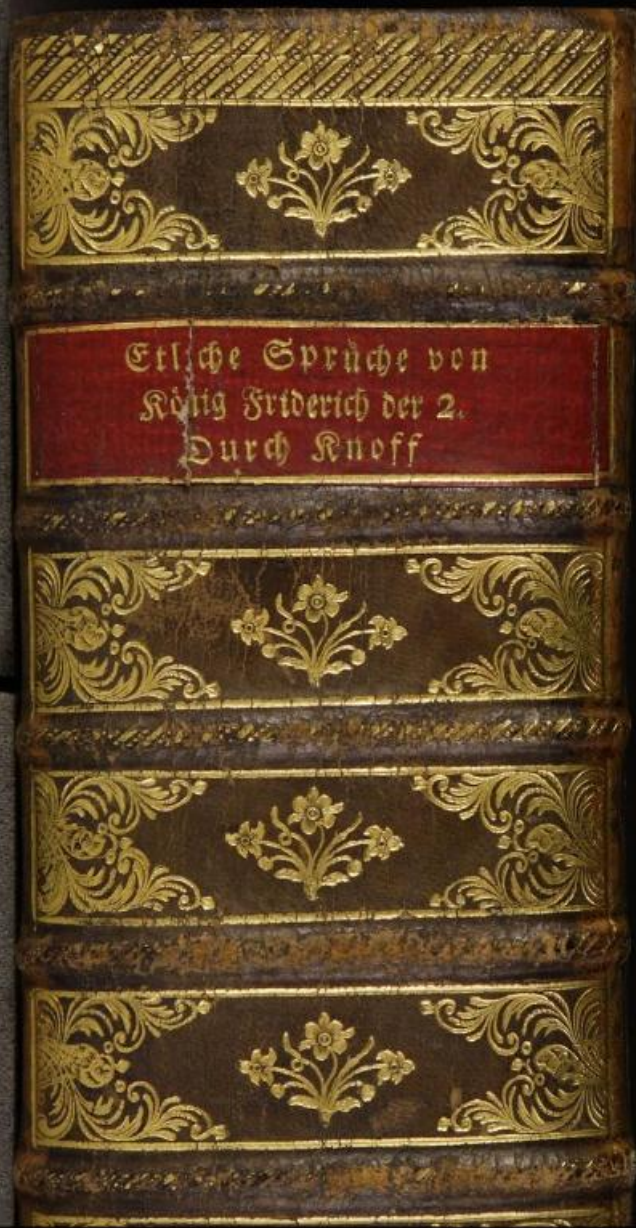 Etliche Sprüche von
König Friderich der 2.
Durch Knoff